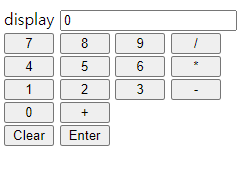 display 0
7 8 9 /
4 5 6 *
1 2 3 -
0 +
Clear Enter